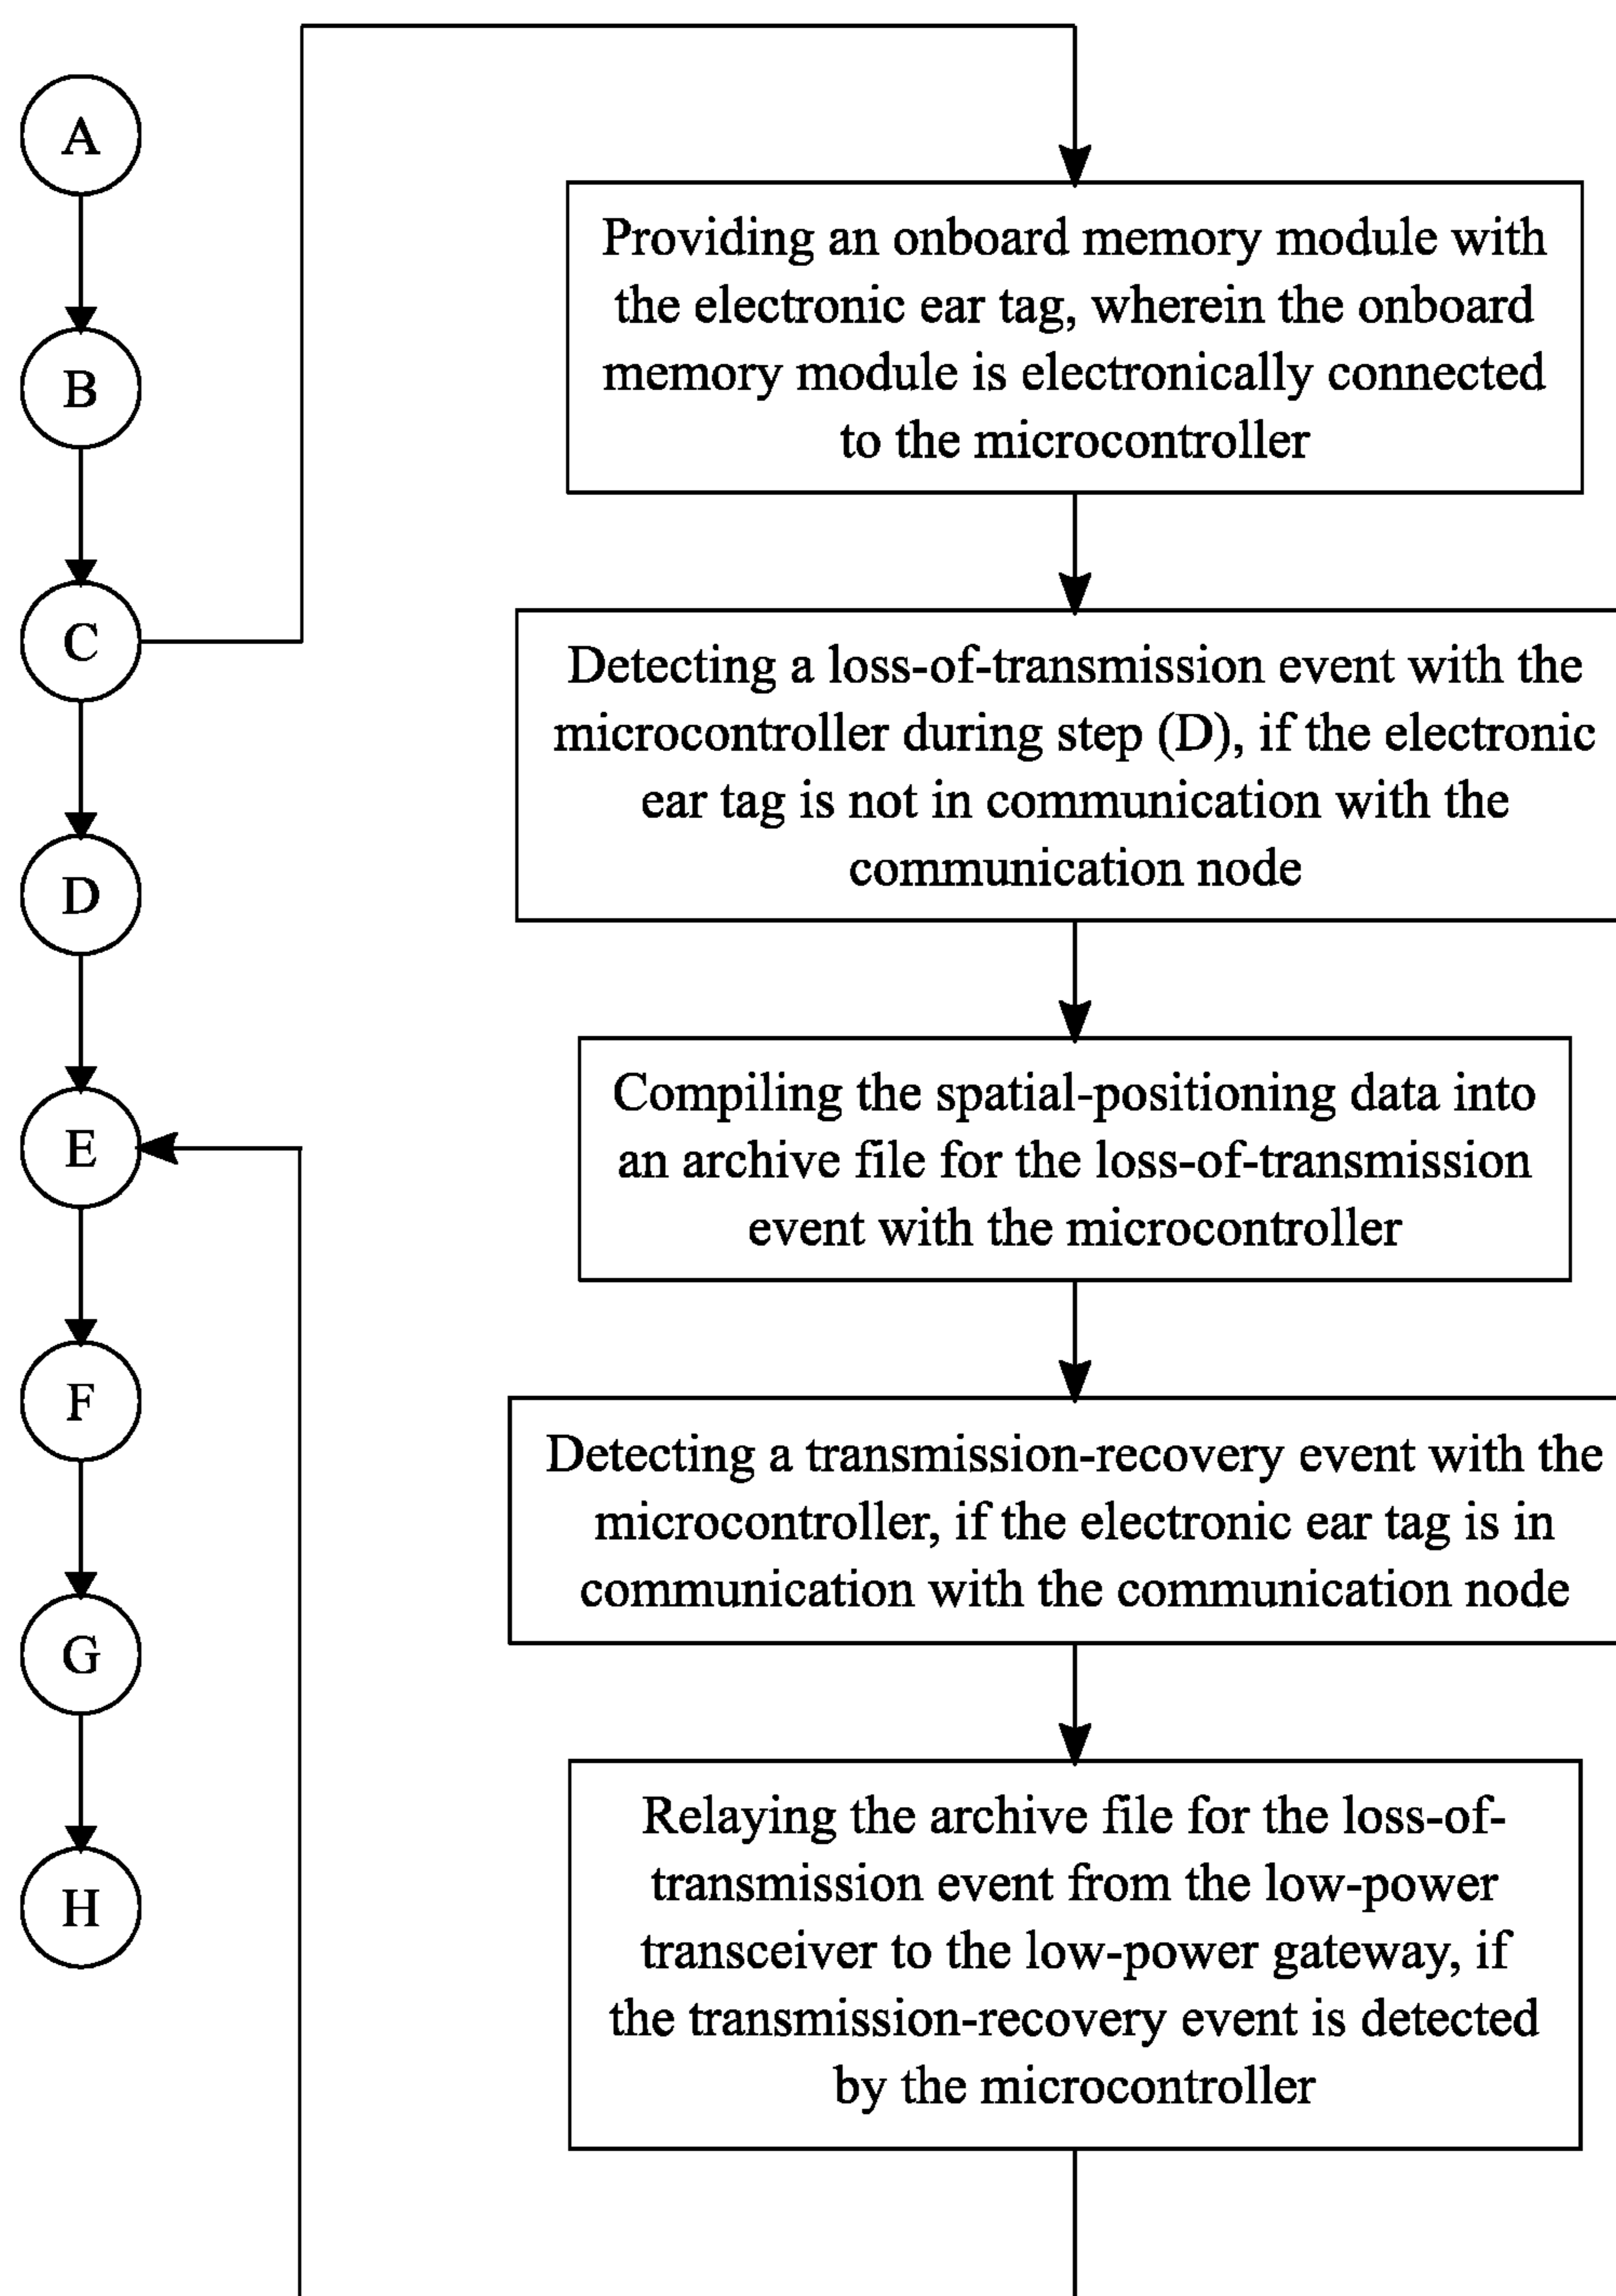 A
B
C
D
E
F
G
H
Providing an onboard memory module with
the electronic ear tag, wherein the onboard
memory module is electronically connected
to the microcontroller
Detecting a loss-of-transmission event with the
microcontroller during step (D), if the electronic
ear tag is not in communication with the
communication node
Compiling the spatial-positioning data into
an archive file for the loss-of-transmission
event with the microcontroller
Detecting a transmission-recovery event with the
microcontroller, if the electronic ear tag is in
communication with the communication node
Relaying the archive file for the loss-of-
transmission event from the low-power
transceiver to the low-power gateway, if
the transmission-recovery event is detected
by the microcontroller